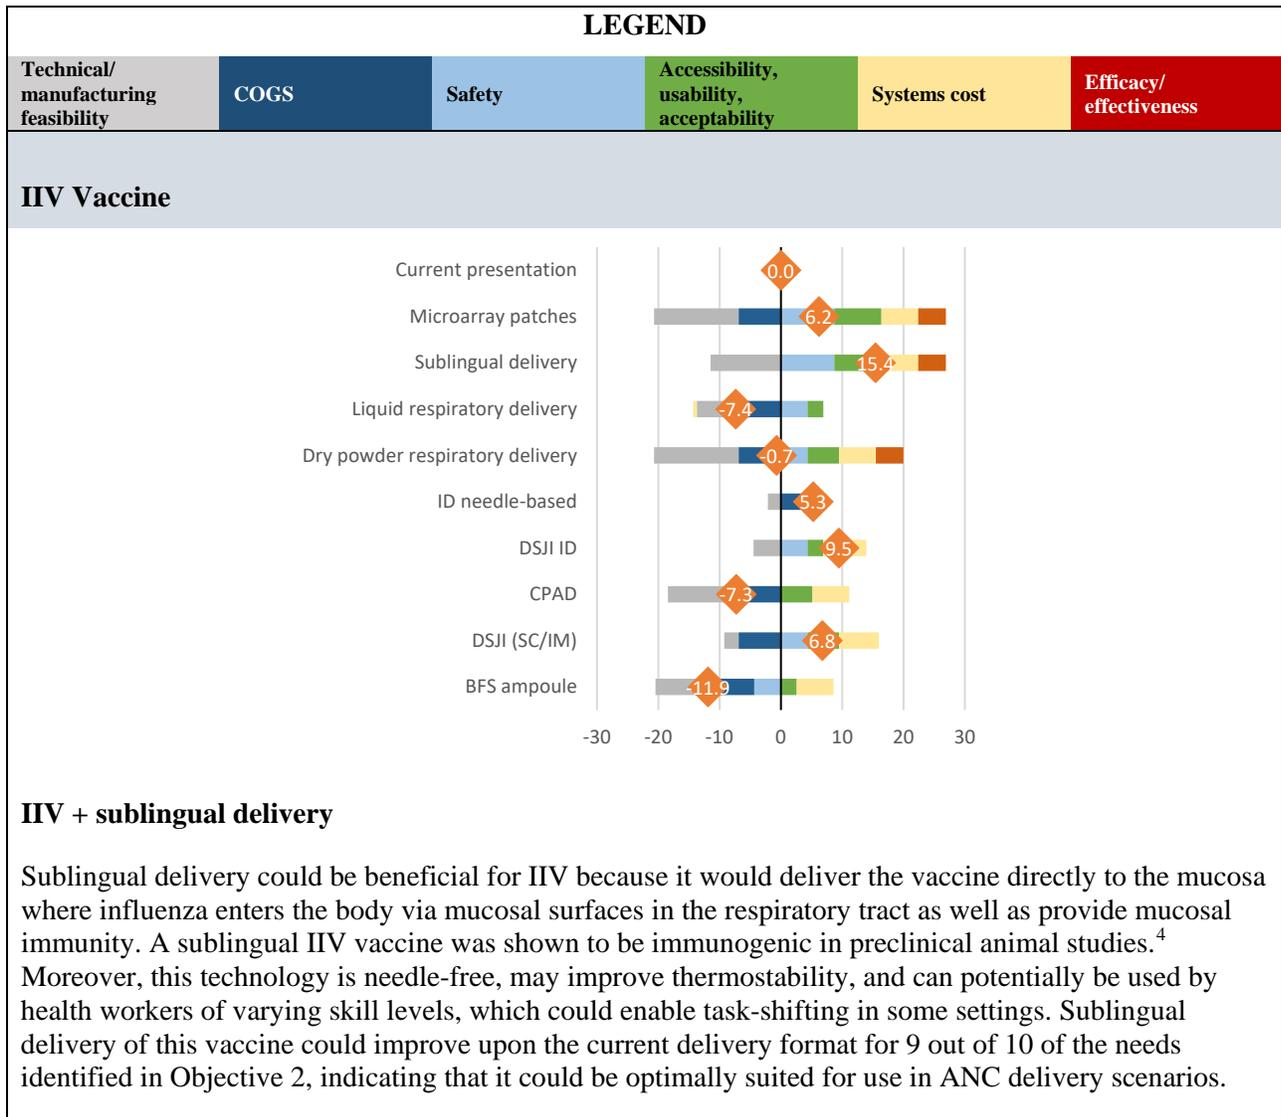 LEGEND
Technical/
manufacturing
feasibility
COGS
Safety
Accessibility,
usability,
acceptability
Systems cost
Efficacy/
effectiveness
IIV Vaccine
Current presentation
0.0
Microarray patches
6.2
Sublingual delivery
15.4
Liquid respiratory delivery
-7.4
Dry powder respiratory delivery
-0.7
ID needle-based
5.3
DSJI ID
9.5
CPAD
-7.3
DSJI (SC/IM)
6.8
BFS ampoule
-11.9
-30 -20 -10 0 10 20 30
IIV + sublingual delivery
Sublingual delivery could be beneficial for IIV because it would deliver the vaccine directly to the mucosa
where influenza enters the body via mucosal surfaces in the respiratory tract as well as provide mucosal
immunity. A sublingual IIV vaccine was shown to be immunogenic in preclinical animal studies.4
Moreover, this technology is needle-free, may improve thermostability, and can potentially be used by
health workers of varying skill levels, which could enable task-shifting in some settings. Sublingual
delivery of this vaccine could improve upon the current delivery format for 9 out of 10 of the needs
identified in Objective 2, indicating that it could be optimally suited for use in ANC delivery scenarios.